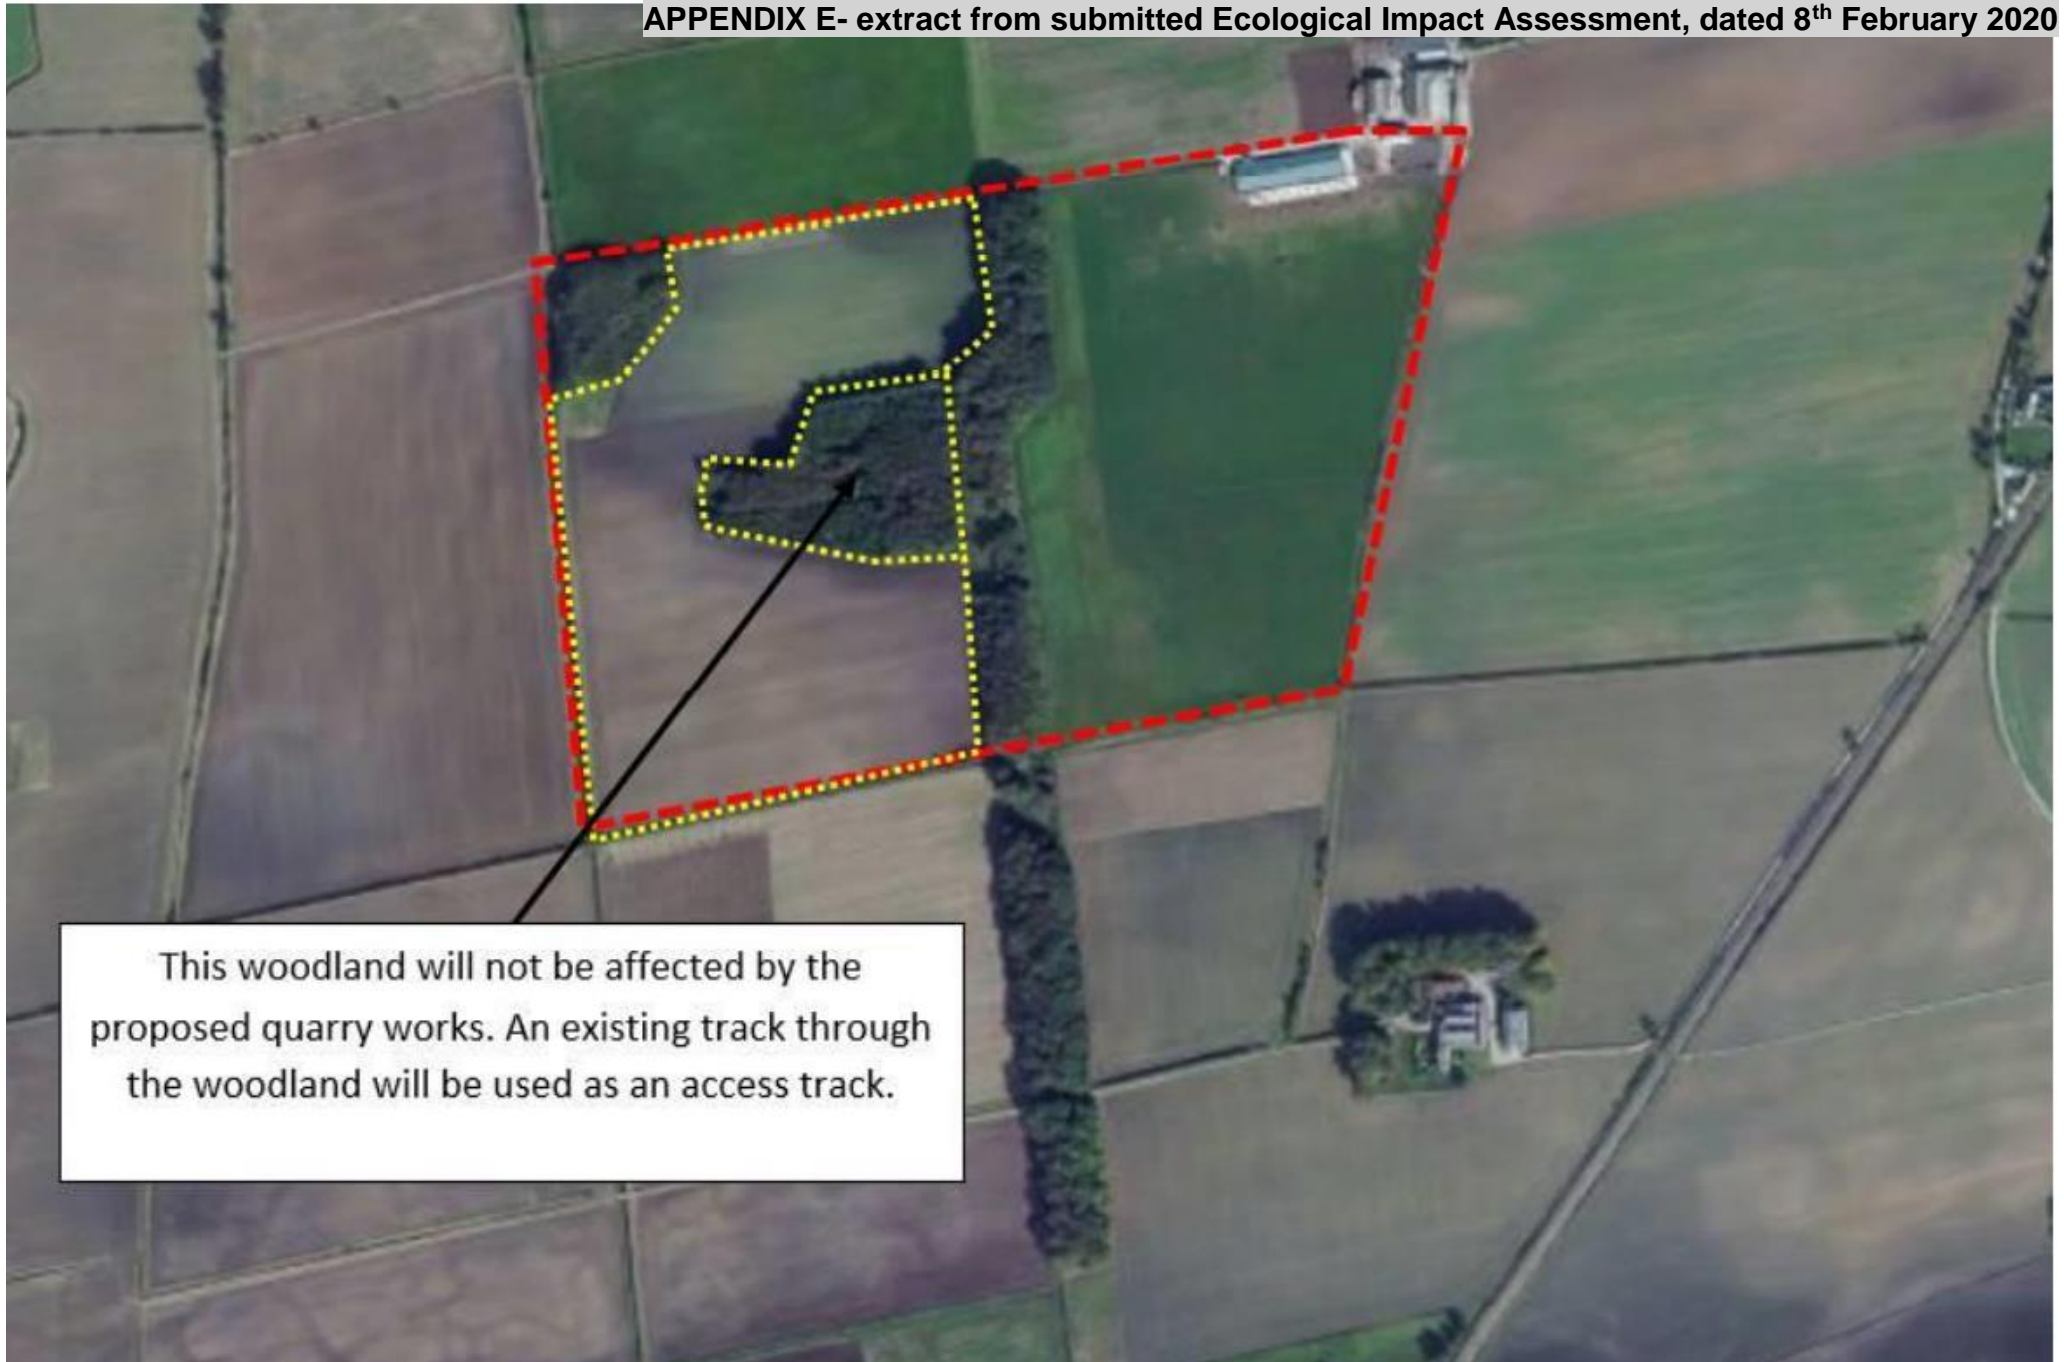 APPENDIX E- extract from submitted Ecological Impact Assessment, dated 8th February 2020
This woodland will not be affected by the
proposed quarry works. An existing track through
the woodland will be used as an access track.